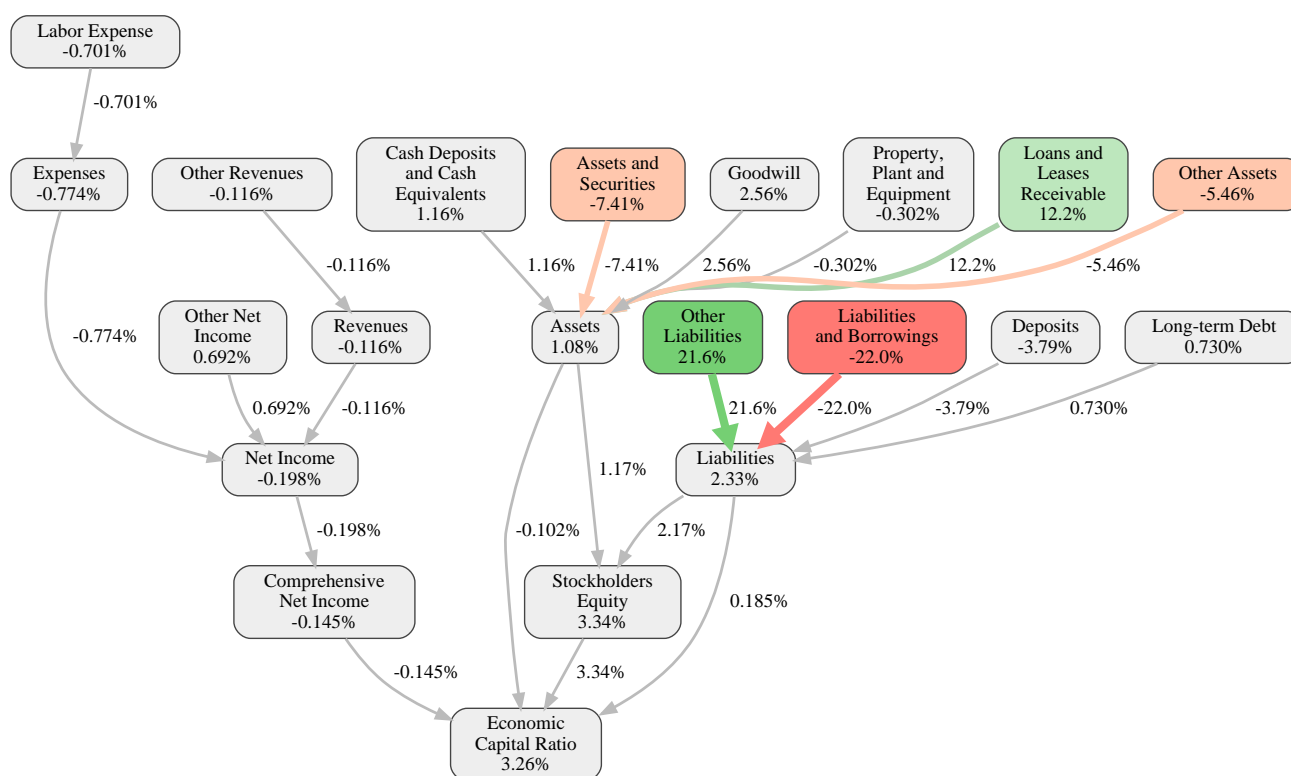 Labor Expense
-0.701%
-0.701%
Expenses
-0.774%
Other Revenues
-0.116%
Cash Deposits
and Cash
Equivalents
1.16%
Assets and
Securities
-7.41%
Goodwill
2.56%
Property,
Plant and
Equipment
-0.302%
Loans and
Leases
Receivable
12.2%
Other Assets
-5.46%
-0.116%
1.16%
-7.41%
2.56%
-0.302%
12.2%
-5.46%
-0.774%
Other Net
Income
0.692%
Revenues
-0.116%
Assets
1.08%
Other
Liabilities
21.6%
Liabilities
and Borrowings
-22.0%
Deposits
-3.79%
Long-term Debt
0.730%
0.692%
-0.116%
21.6%
-22.0%
-3.79%
0.730%
Net Income
-0.198%
1.17%
Liabilities
2.33%
-0.198%
-0.102%
2.17%
Comprehensive
Net Income
-0.145%
Stockholders
Equity
3.34%
0.185%
-0.145%
3.34%
Economic
Capital Ratio
3.26%